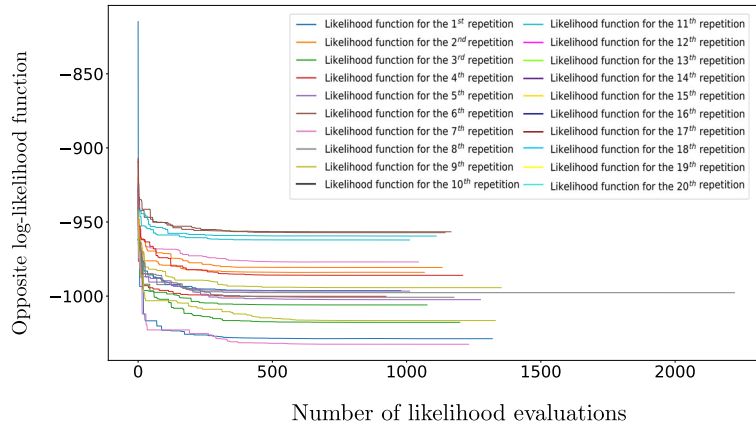 Opposite log-likelihood function
−850
−900
−950
−1000
Likelihood function for the 1st repetition
Likelihood function for the 2nd repetition
Likelihood function for the 3rd repetition
Likelihood function for the 4th repetition
Likelihood function for the 5th repetition
Likelihood function for the 6th repetition
Likelihood function for the 7th repetition
Likelihood function for the 8th repetition
Likelihood function for the 9th repetition
Likelihood function for the 10th repetition
Likelihood function for the 11th repetition
Likelihood function for the 12th repetition
Likelihood function for the 13th repetition
Likelihood function for the 14th repetition
Likelihood function for the 15th repetition
Likelihood function for the 16th repetition
Likelihood function for the 17th repetition
Likelihood function for the 18th repetition
Likelihood function for the 19th repetition
Likelihood function for the 20th repetition
0 500 1000 1500 2000
Number of likelihood evaluations